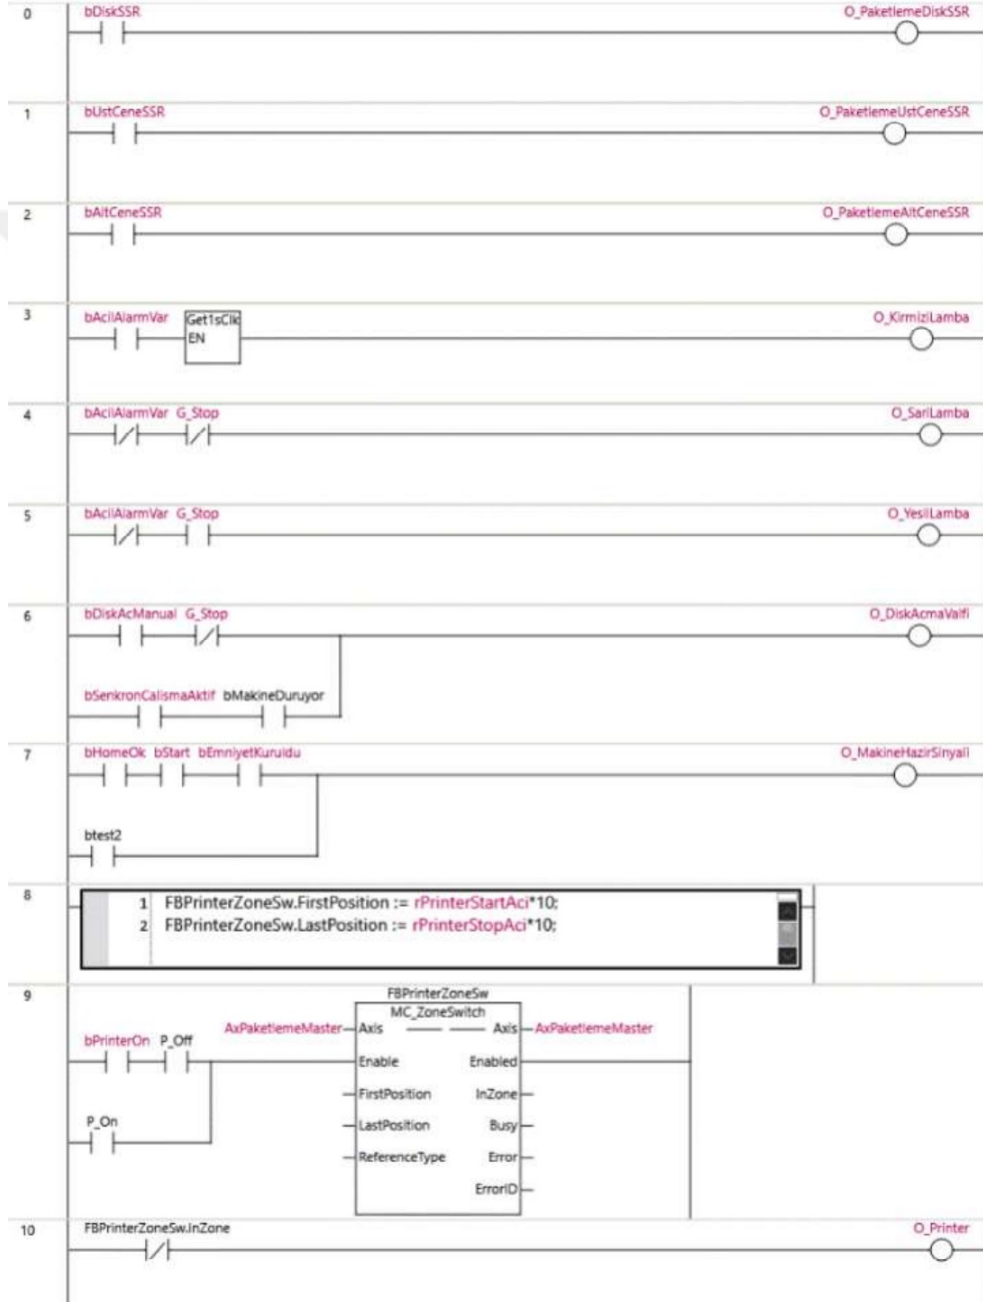 0
bDiskSSR O_PaketlemeDiskSSR
1
bUstCeneSSR O_PaketlemeUstCeneSSR
2
bAltCeneSSR O_PaketlemeAltCeneSSR
3
bAcilAlarmVar Get1sClk O_KirmiziLamba
EN
4
bAcilAlarmVar G_Stop O_SariLamba
5
bAcilAlarmVar G_Stop O_YesilLamba
6
bDiskAcManual G_Stop O_DiskAcmaValfi
bSenkronCalismaAktif bMakineDuruyor
7
bHomeOk bStart bEmniyetKuruldu O_MakineHazirSinyali
btest2
8
1 FBPrinterZoneSw.FirstPosition := rPrinterStartAci*10;
2 FBPrinterZoneSw.LastPosition := rPrinterStopAci*10;
9
FBPrinterZoneSw
MC_ZoneSwitch
AxPaketlemeMaster Axis Axis AxPaketlemeMaster
bPrinterOn P_Off
Enable Enabled
FirstPosition InZone
P_On
LastPosition Busy
ReferenceType Error
ErrorID
10
FBPrinterZoneSw.InZone O_Printer